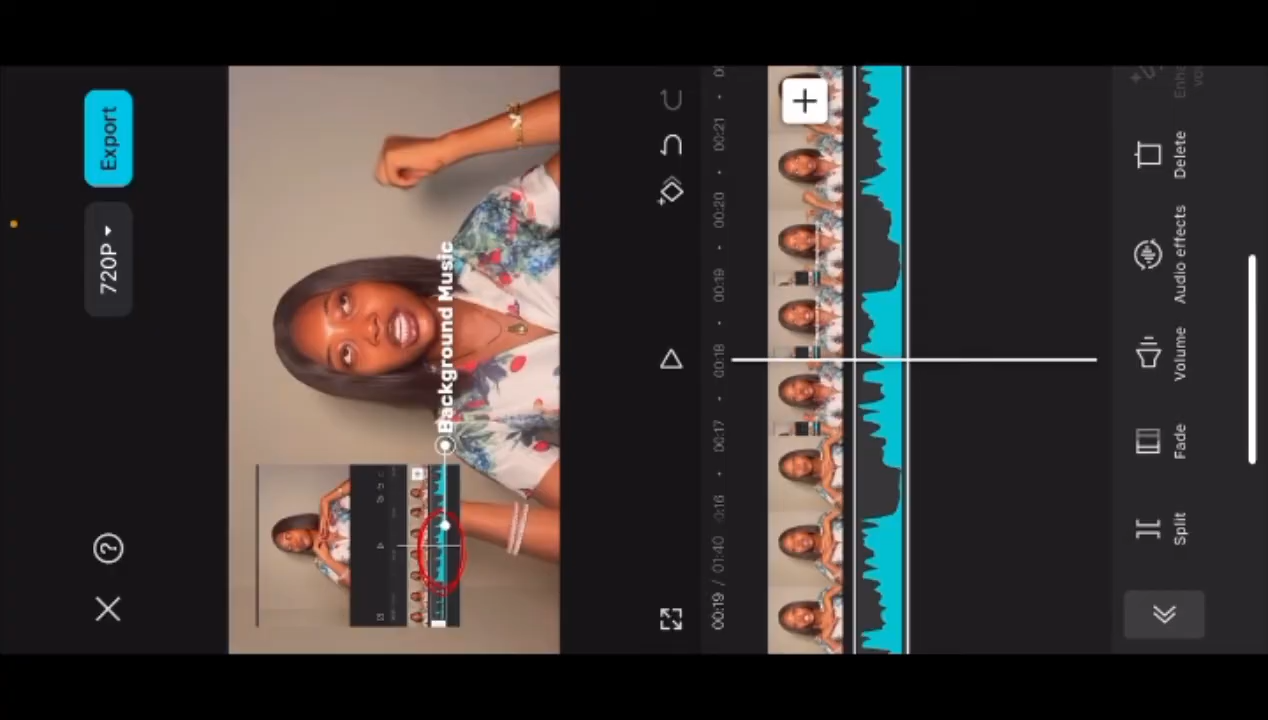 Export
720P
Background Music
00:19 / 01:40
0:16
00:17
00:18
00:19
00:20
00:21
Split
Fade
Volume
Audio effects
Delete